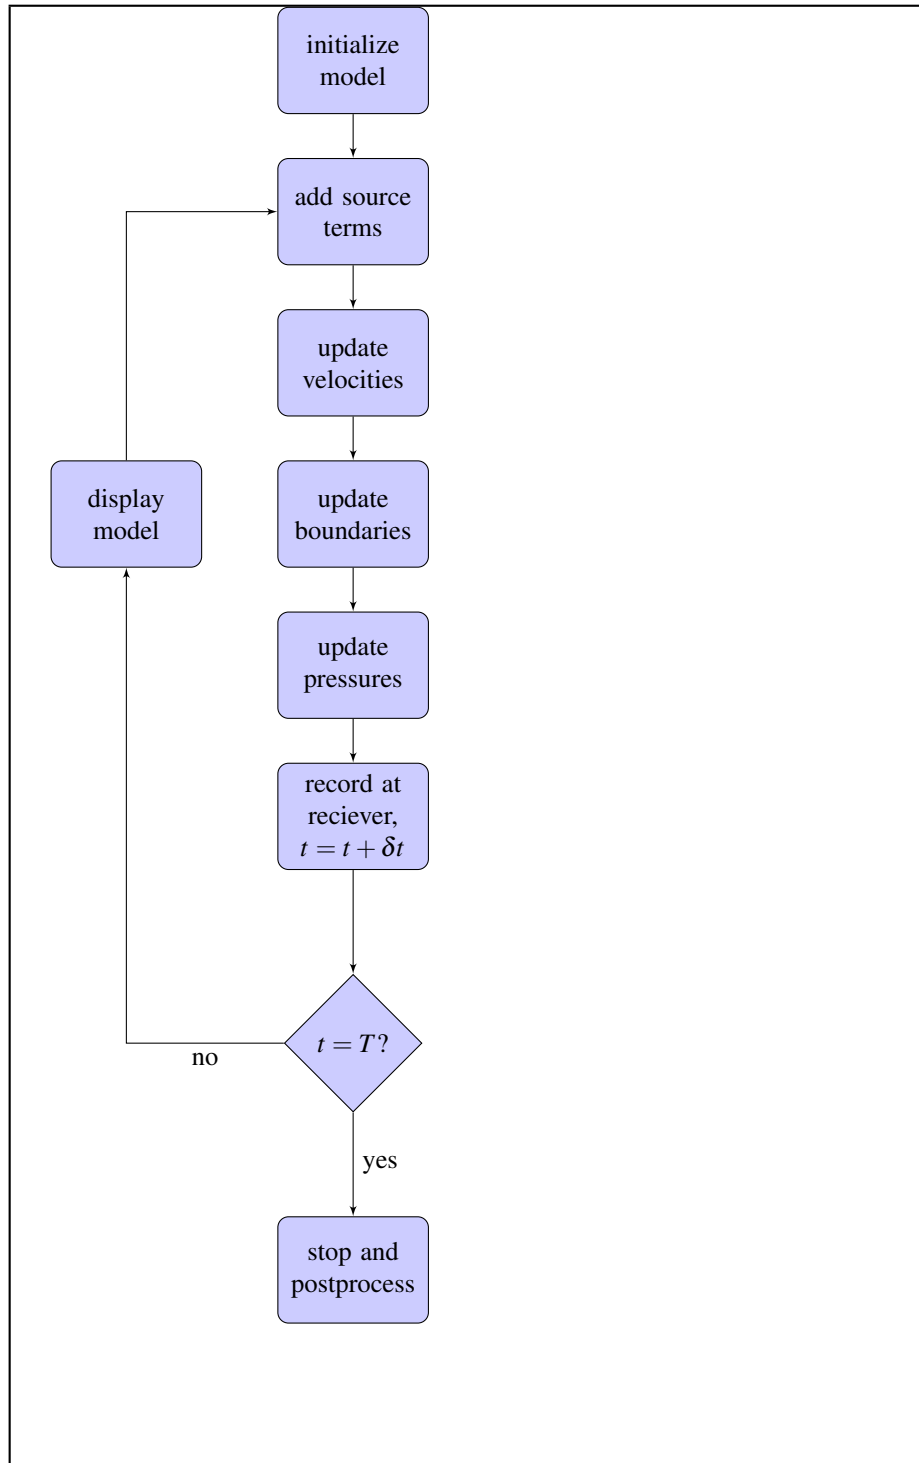 initialize
model
add source
terms
update
velocities
display
model
update
boundaries
update
pressures
record at
reciever,
t = t + δt
t = T?
no
yes
stop and
postprocess